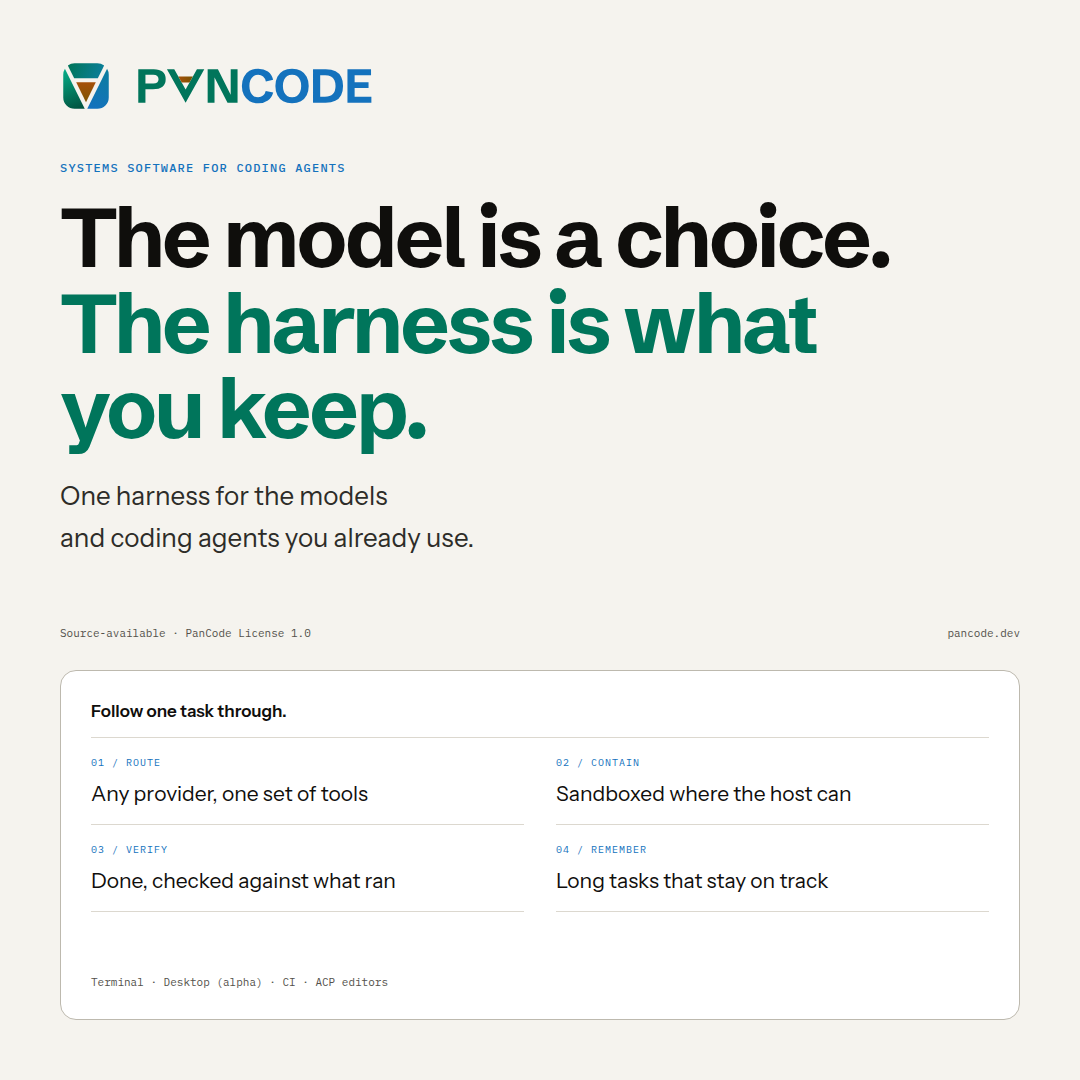 PANCODE
SYSTEMS SOFTWARE FOR CODING AGENTS
The model is a choice.
The harness is what
you keep.
One harness for the models
and coding agents you already use.
Source-available · PanCode License 1.0
pancode.dev
Follow one task through.
01 / ROUTE
Any provider, one set of tools
02 / CONTAIN
Sandboxed where the host can
03 / VERIFY
Done, checked against what ran
04 / REMEMBER
Long tasks that stay on track
Terminal · Desktop (alpha) · CI · ACP editors